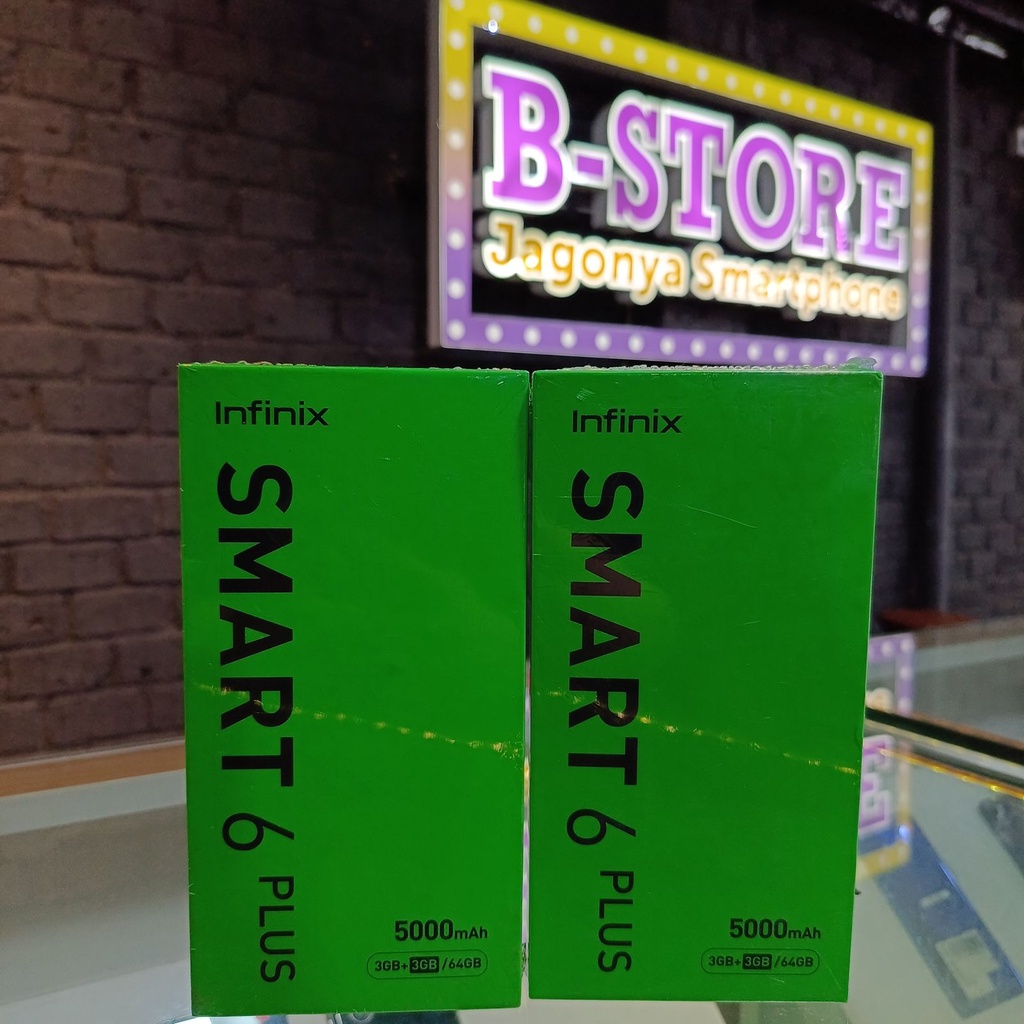 B-STORE
Jagonya Smartphone
Infinix
SMART 6 PLUS
5000mAh
3GB+3GB/64GB
Infinix
SMART 6 PLUS
5000mAh
3GB+3GB/64GB